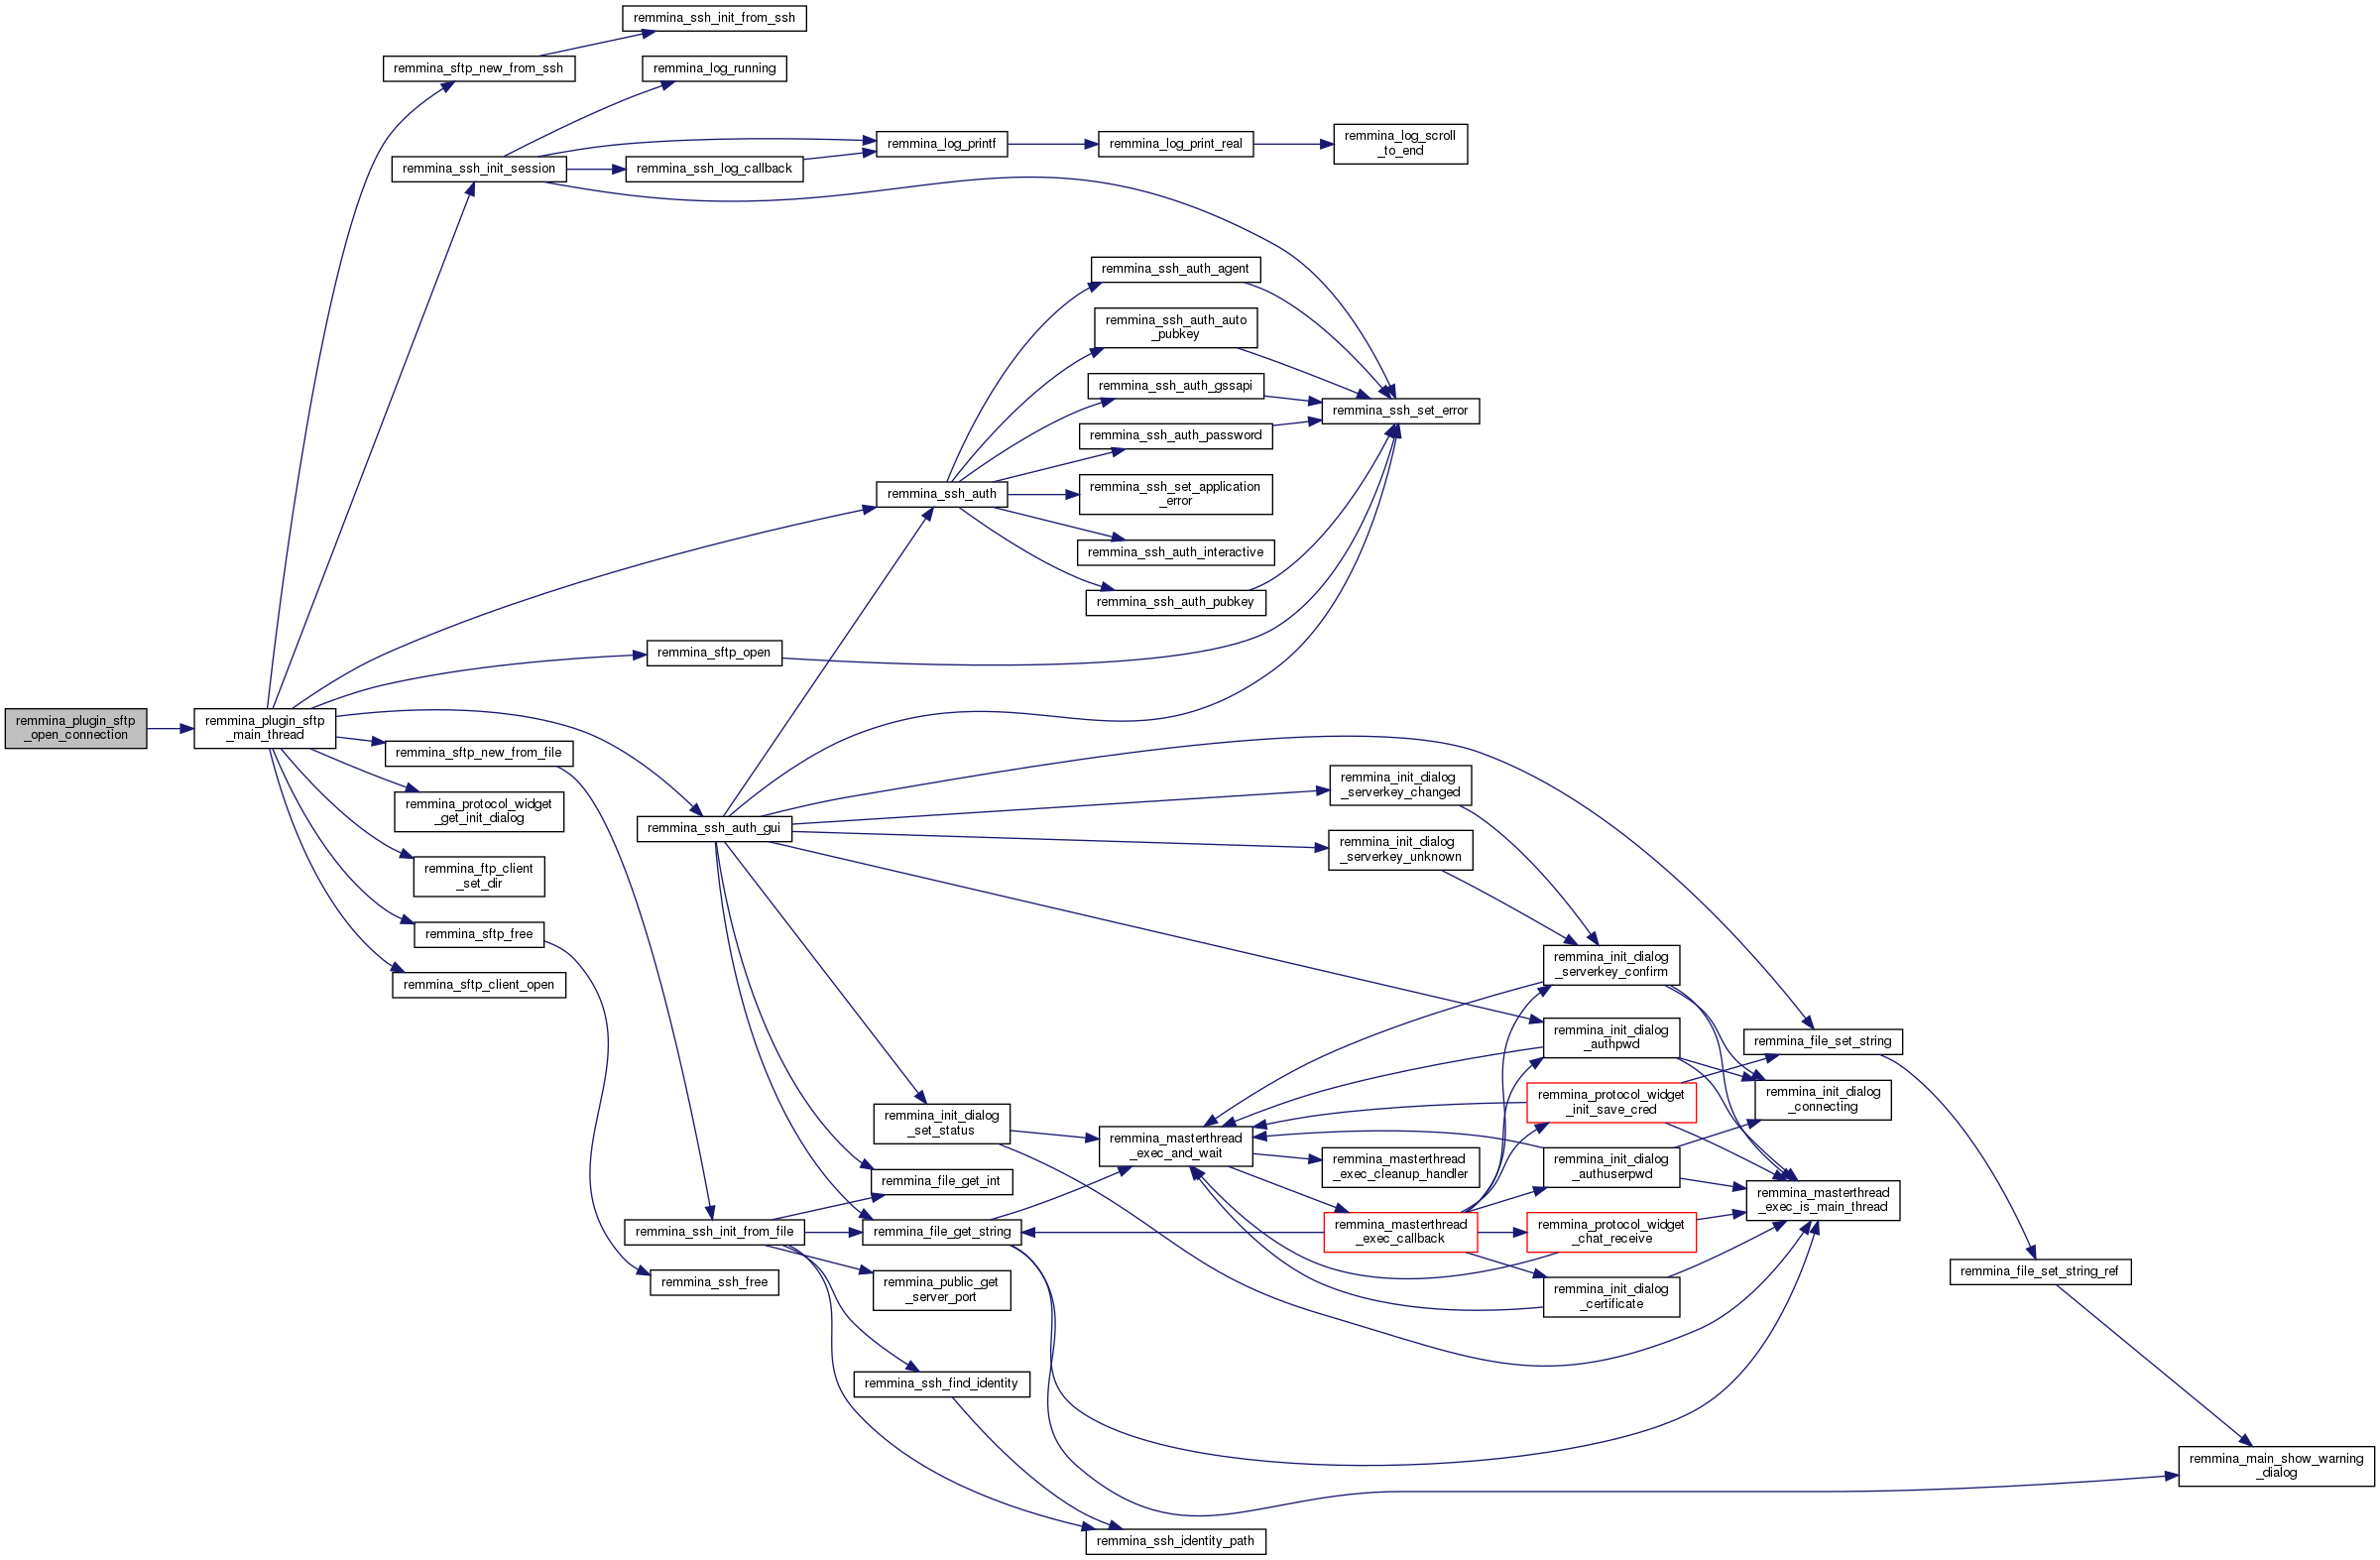 remmina_ssh_init_from_ssh
remmina_sftp_new_from_ssh
remmina_log_running
remmina_ssh_init_session
remmina_log_printf
remmina_ssh_log_callback
remmina_log_print_real
remmina_log_scroll
_to_end
remmina_ssh_auth_agent
remmina_ssh_auth_auto
_pubkey
remmina_ssh_auth_gssapi
remmina_ssh_set_error
remmina_ssh_auth_password
remmina_ssh_auth
remmina_ssh_set_application
_error
remmina_ssh_auth_interactive
remmina_ssh_auth_pubkey
remmina_sftp_open
remmina_plugin_sftp
_open_connection
remmina_plugin_sftp
_main_thread
remmina_sftp_new_from_file
remmina_protocol_widget
_get_init_dialog
remmina_ssh_auth_gui
remmina_init_dialog
_serverkey_changed
remmina_init_dialog
_serverkey_unknown
remmina_ftp_client
_set_dir
remmina_sftp_free
remmina_sftp_client_open
remmina_init_dialog
_serverkey_confirm
remmina_init_dialog
_authpwd
remmina_file_set_string
remmina_protocol_widget
_init_save_cred
remmina_init_dialog
_connecting
remmina_init_dialog
_set_status
remmina_masterthread
_exec_and_wait
remmina_masterthread
_exec_cleanup_handler
remmina_init_dialog
_authuserpwd
remmina_file_get_int
remmina_masterthread
_exec_is_main_thread
remmina_ssh_init_from_file
remmina_file_get_string
remmina_masterthread
_exec_callback
remmina_protocol_widget
_chat_receive
remmina_ssh_free
remmina_public_get
_server_port
remmina_init_dialog
_certificate
remmina_file_set_string_ref
remmina_ssh_find_identity
remmina_main_show_warning
_dialog
remmina_ssh_identity_path